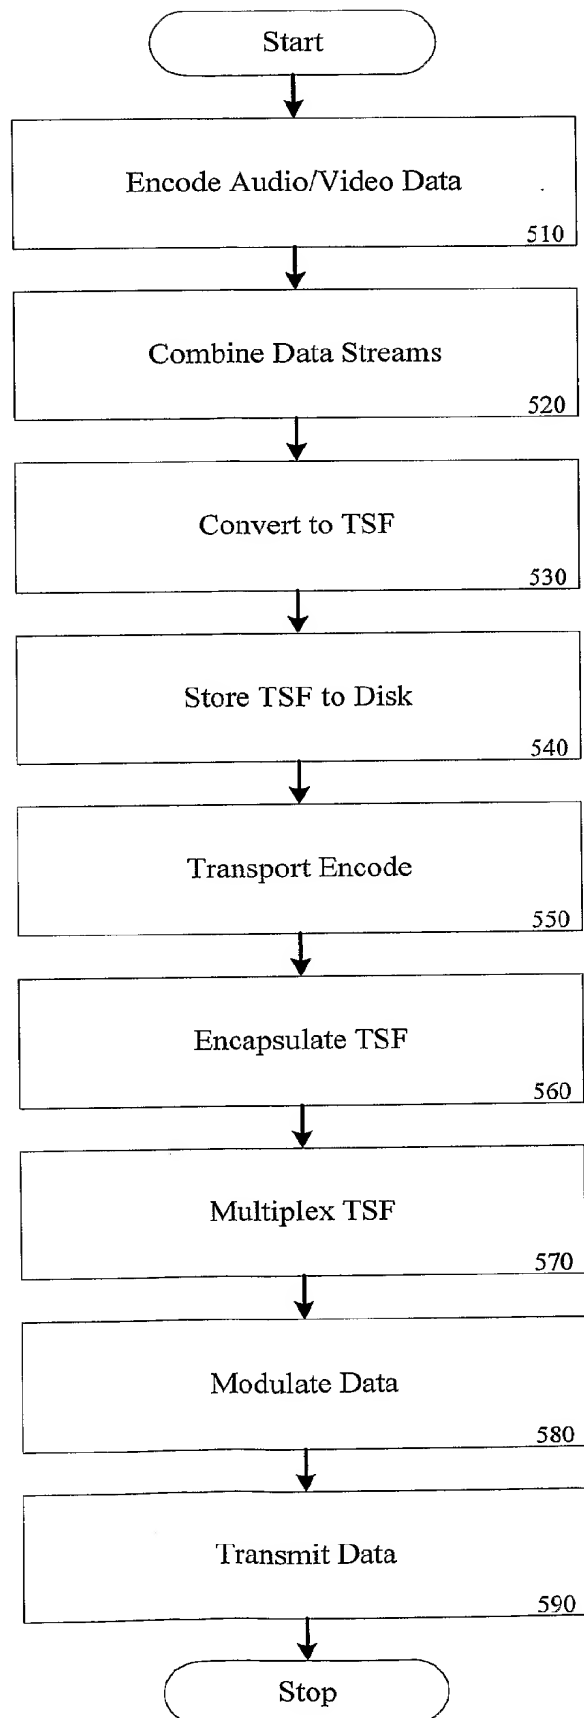 Start
Encode Audio/Video Data
510
Combine Data Streams
520
Convert to TSF
530
Store TSF to Disk
540
Transport Encode
550
Encapsulate TSF
560
Multiplex TSF
570
Modulate Data
580
Transmit Data
590
Stop